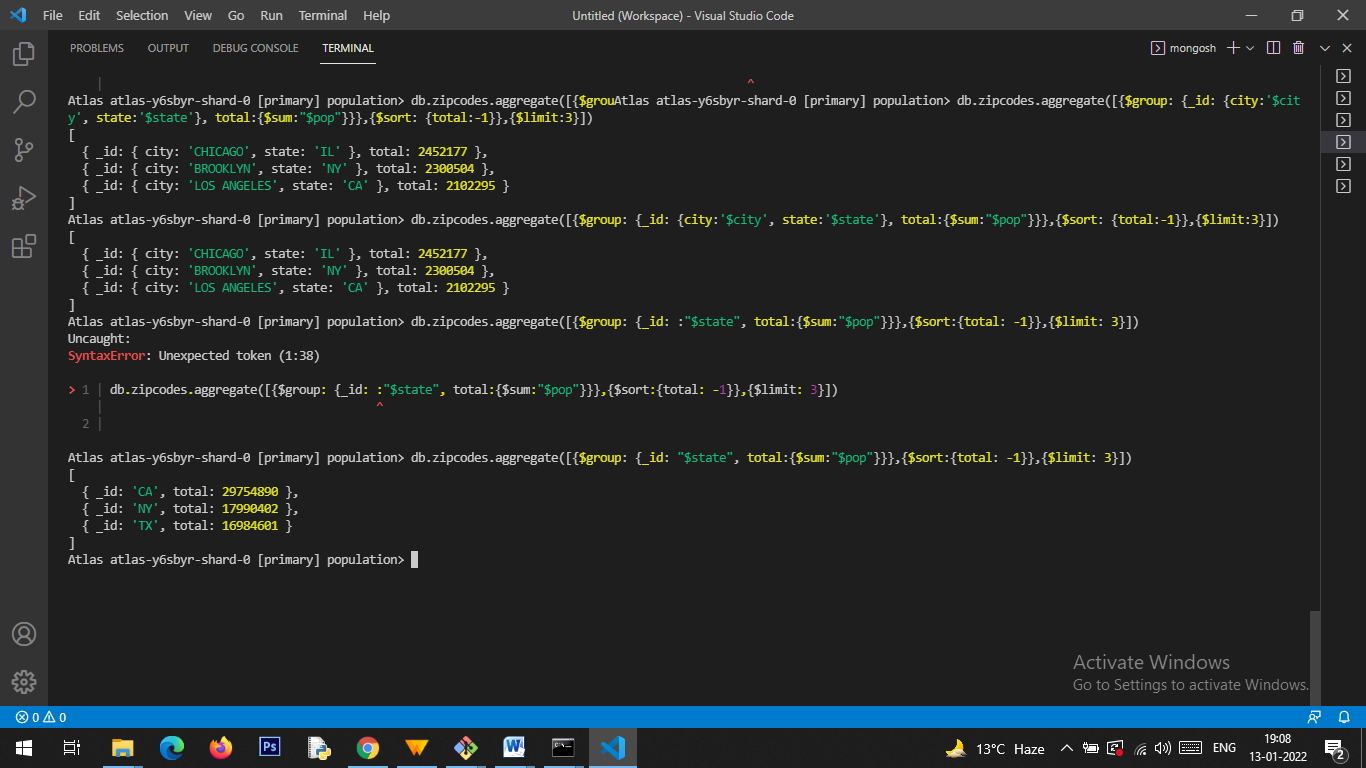 File Edit Selection View Go Run Terminal Help Untitled (Workspace) - Visual Studio Code
PROBLEMS OUTPUT DEBUG CONSOLE TERMINAL mongosh
| ^
Atlas atlas-y6sbyr-shard-0 [primary] population> db.zipcodes.aggregate([{$grouAtlas atlas-y6sbyr-shard-0 [primary] population> db.zipcodes.aggregate([{$group: {_id: {city:'$cit
y', state:'$state'}, total:{$sum:"$pop"}}},{$sort: {total:-1}},{$limit:3}])
[
{ _id: { city: 'CHICAGO', state: 'IL' }, total: 2452177 },
{ _id: { city: 'BROOKLYN', state: 'NY' }, total: 2300504 },
{ _id: { city: 'LOS ANGELES', state: 'CA' }, total: 2102295 }
]
Atlas atlas-y6sbyr-shard-0 [primary] population> db.zipcodes.aggregate([{$group: {_id: {city:'$city', state:'$state'}, total:{$sum:"$pop"}}},{$sort: {total:-1}},{$limit:3}])
[
{ _id: { city: 'CHICAGO', state: 'IL' }, total: 2452177 },
{ _id: { city: 'BROOKLYN', state: 'NY' }, total: 2300504 },
{ _id: { city: 'LOS ANGELES', state: 'CA' }, total: 2102295 }
]
Atlas atlas-y6sbyr-shard-0 [primary] population> db.zipcodes.aggregate([{$group: {_id: :"$state", total:{$sum:"$pop"}}},{$sort:{total: -1}},{$limit: 3}])
Uncaught:
SyntaxError: Unexpected token (1:38)
> 1 | db.zipcodes.aggregate([{$group: {_id: :"$state", total:{$sum:"$pop"}}},{$sort:{total: -1}},{$limit: 3}])
| ^
2 |
Atlas atlas-y6sbyr-shard-0 [primary] population> db.zipcodes.aggregate([{$group: {_id: "$state", total:{$sum:"$pop"}}},{$sort:{total: -1}},{$limit: 3}])
[
{ _id: 'CA', total: 29754890 },
{ _id: 'NY', total: 17990402 },
{ _id: 'TX', total: 16984601 }
]
Atlas atlas-y6sbyr-shard-0 [primary] population>
Activate Windows
Go to Settings to activate Windows.
0 0
Ps W 13°C Haze ENG 19:08
13-01-2022 2